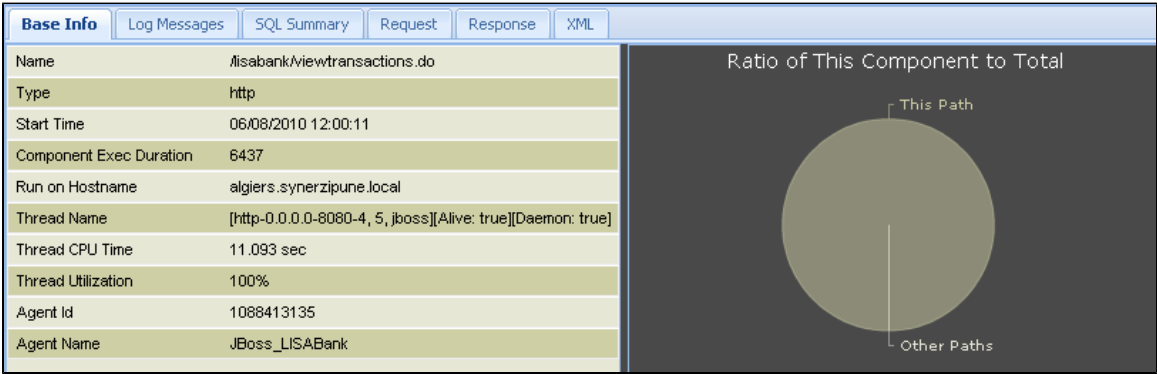 Base Info Log Messages SQL Summary Request Response XML
Name /lisabank/viewtransactions.do
Type http
Start Time 06/08/2010 12:00:11
Component Exec Duration 6437
Run on Hostname algiers.synerzipune.local
Thread Name [http-0.0.0.0-8080-4, 5, jboss][Alive: true][Daemon: true]
Thread CPU Time 11.093 sec
Thread Utilization 100%
Agent Id 1088413135
Agent Name JBoss_LISABank
Ratio of This Component to Total
This Path
Other Paths